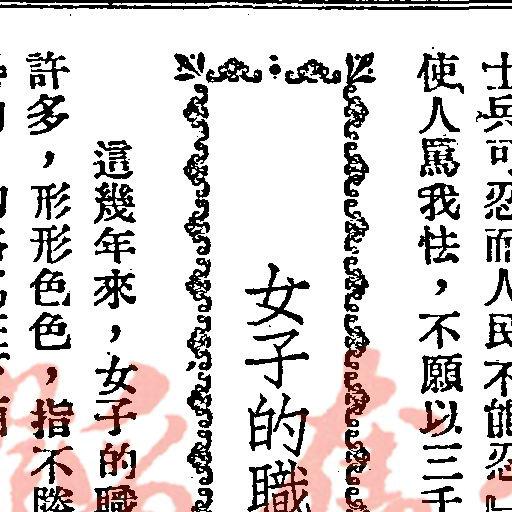 士兵可忍而人民不能忍』
使人罵我怯，不願以三千
女子的職
這幾年來，女子的職
許多，形形色色，指不勝